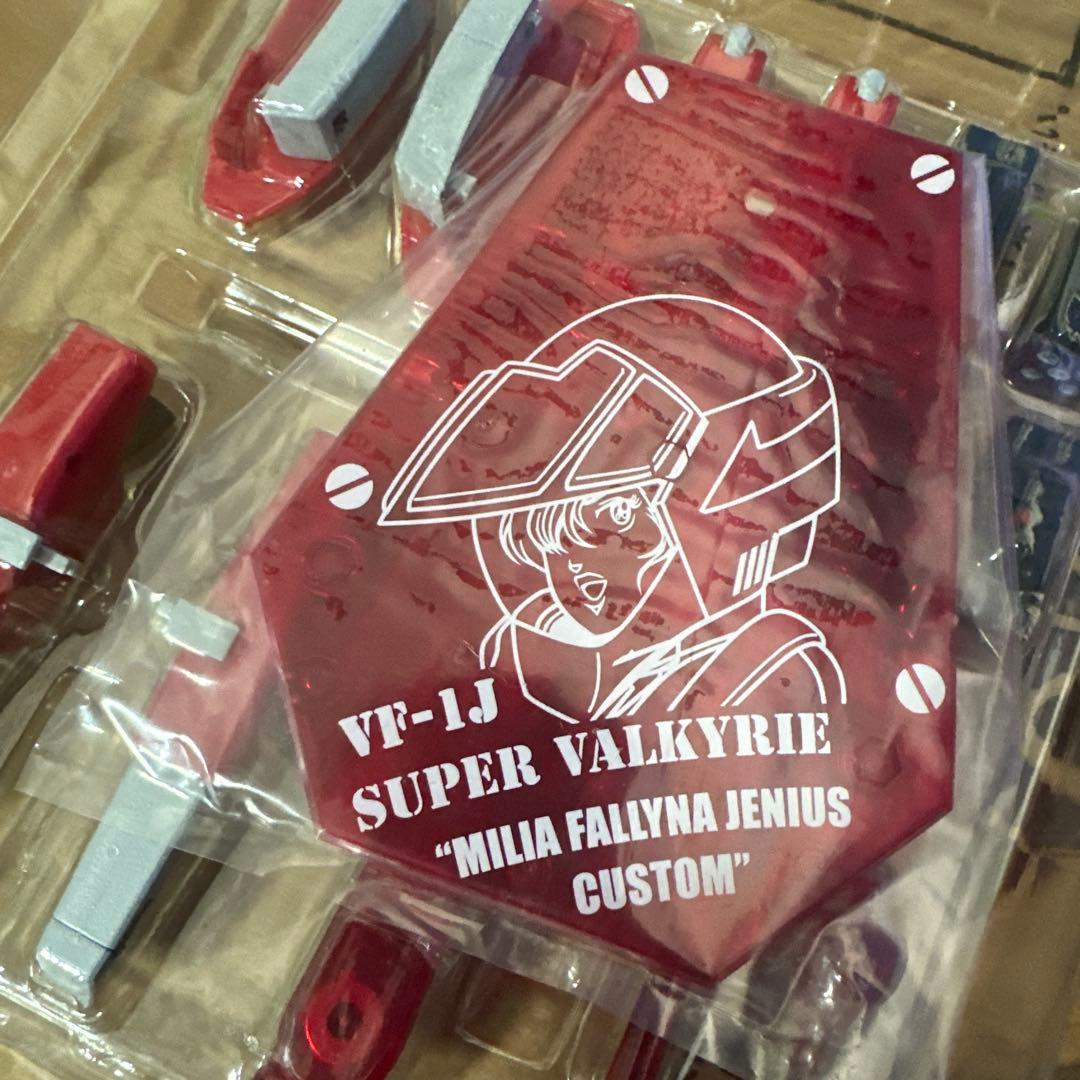 VF-1J
SUPER VALKYRIE
“MILIA FALLYNA JENIUS
CUSTOM”